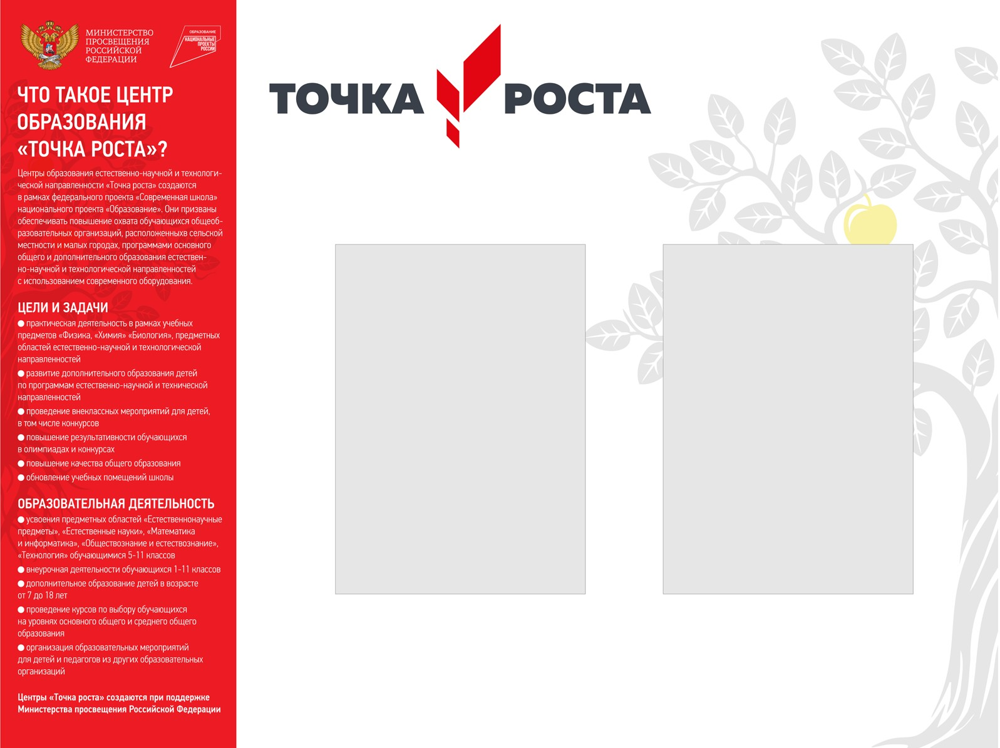 МИНИСТЕРСТВО
ПРОСВЕЩЕНИЯ
РОССИЙСКОЙ
ФЕДЕРАЦИИ
ОБРАЗОВАНИЕ
НАЦИОНАЛЬНЫЕ
ПРОЕКТЫ
РОССИИ
ЧТО ТАКОЕ ЦЕНТР
ОБРАЗОВАНИЯ
«ТОЧКА РОСТА»?
Центры образования естественно-научной и технологи-
ческой направленности «Точка роста» создаются
в рамках федерального проекта «Современная школа»
национального проекта «Образование». Они призваны
обеспечивать повышение охвата обучающихся общеоб-
разовательных организаций, расположенныхв сельской
местности и малых городах, программами основного
общего и дополнительного образования естествен-
но-научной и технологической направленностей
с использованием современного оборудования.
ЦЕЛИ И ЗАДАЧИ
● практическая деятельность в рамках учебных
предметов «Физика, «Химия» «Биология», предметных
областей естественно-научной и технологической
направленностей
● развитие дополнительного образования детей
по программам естественно-научной и технической
направленностей
● проведение внеклассных мероприятий для детей,
в том числе конкурсов
● повышение результативности обучающихся
в олимпиадах и конкурсах
● повышение качества общего образования
● обновление учебных помещений школы
ОБРАЗОВАТЕЛЬНАЯ ДЕЯТЕЛЬНОСТЬ
● усвоения предметных областей «Естественнонаучные
предметы», «Естественные науки», «Математика
и информатика», «Обществознание и естествознание»,
«Технология» обучающимися 5-11 классов
● внеурочная деятельности обучающихся 1-11 классов
● дополнительное образование детей в возрасте
от 7 до 18 лет
● проведение курсов по выбору обучающихся
на уровнях основного общего и среднего общего
образования
● организация образовательных мероприятий
для детей и педагогов из других образовательных
организаций
Центры «Точка роста» создаются при поддержке
Министерства просвещения Российской Федерации
ТОЧКА РОСТА